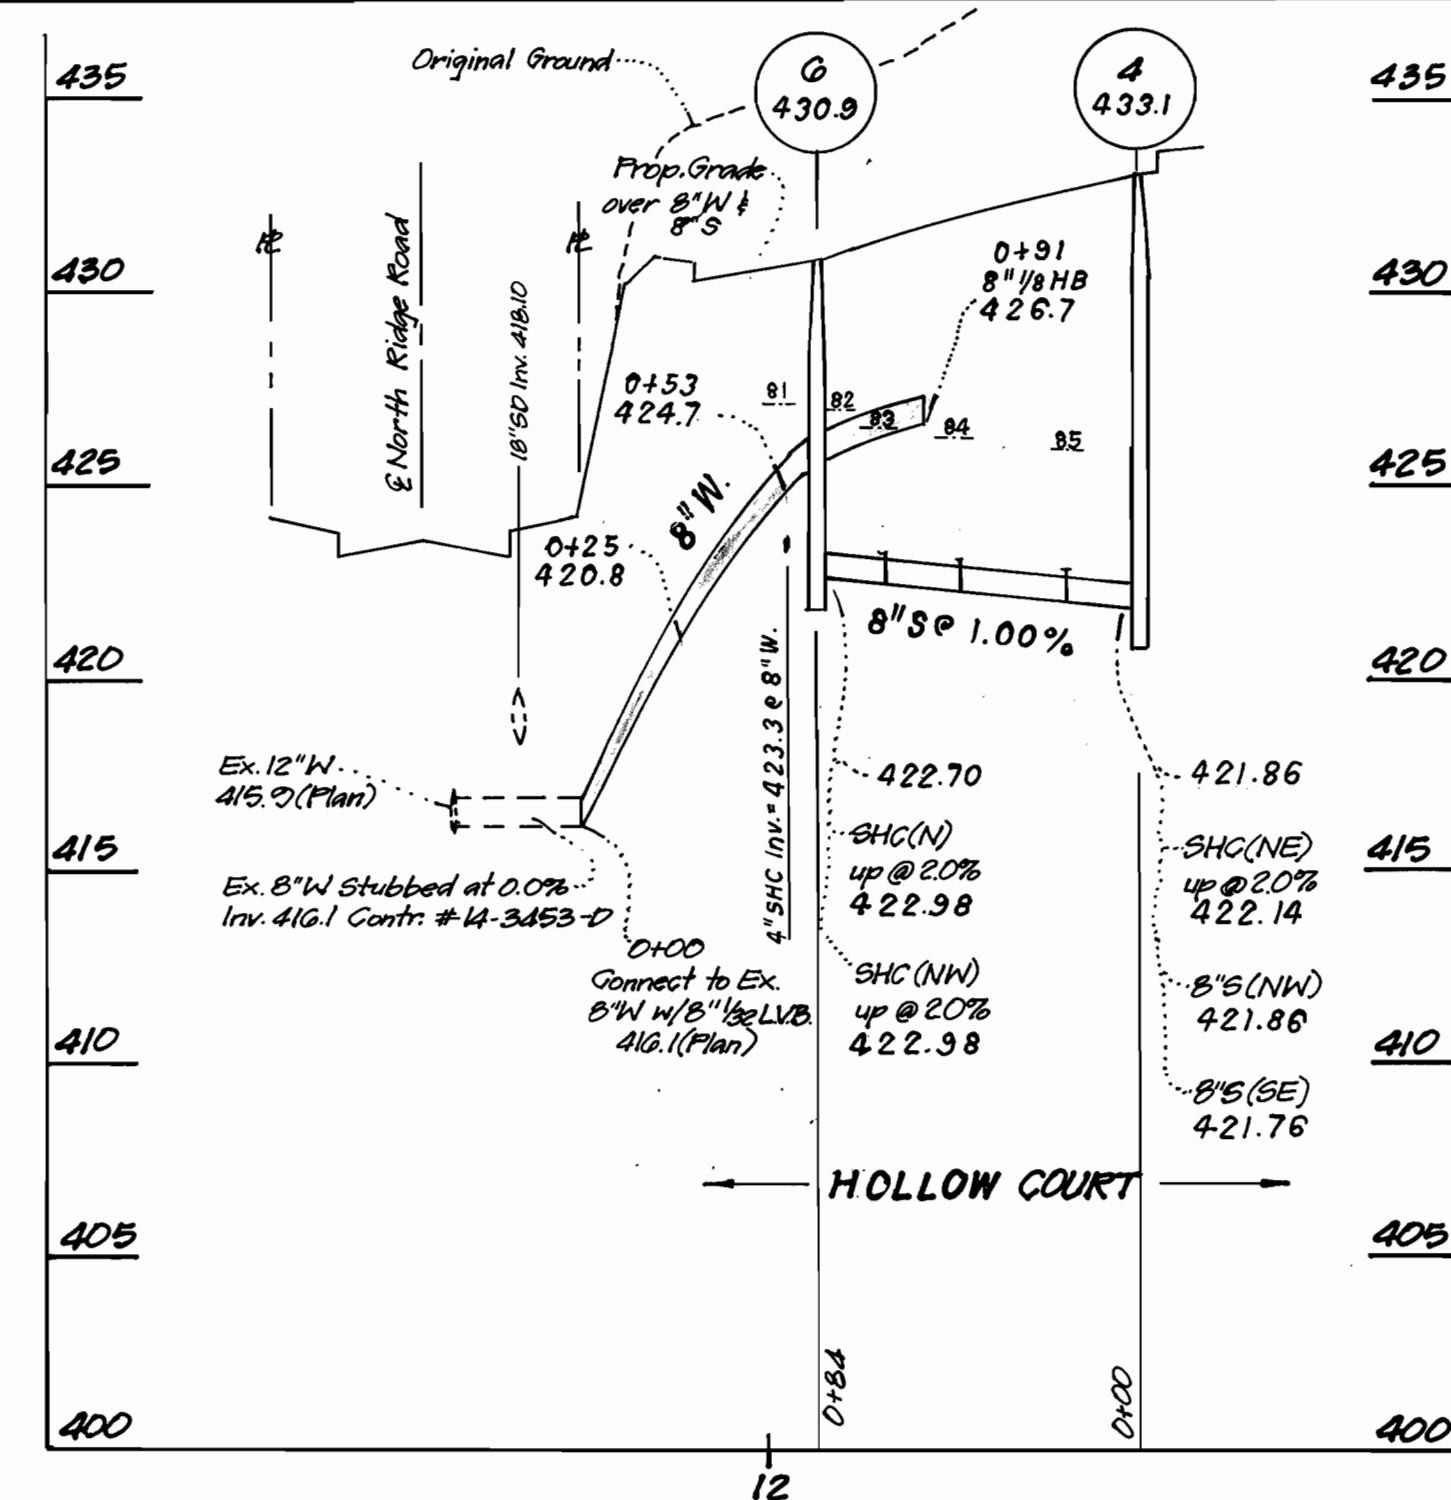 435
430
425
420
415
410
405
400
Original Ground
6
430.9
4
433.1
Prop. Grade
over 8"W &
8"S
℄ North Ridge Road
18"SD Inv. 418.10
0+91
8" 1/8 HB
426.7
0+53
424.7
81
82
83
84
85
8" W.
0+25
420.8
8"S@ 1.00%
4" SHC Inv.= 423.3 @ 8"W.
Ex. 12"W
415.9(Plan)
Ex. 8"W Stubbed at 0.0%
Inv. 416.1 Contr. #14-3453-D
0+00
Connect to Ex.
8"W w/8" 1/32 L.V.B.
416.1(Plan)
422.70
SHC(N)
up @ 2.0%
422.98
SHC(NW)
up @ 2.0%
422.98
421.86
SHC(NE)
up @ 2.0%
422.14
8"S(NW)
421.86
8"S(SE)
421.76
HOLLOW COURT
0+84
0+00
12
435
430
425
420
415
410
405
400